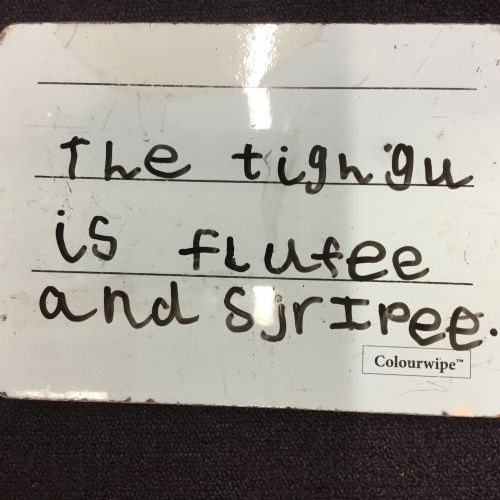 The tighgu
is flufee
and sjripee.
Colourwipe™